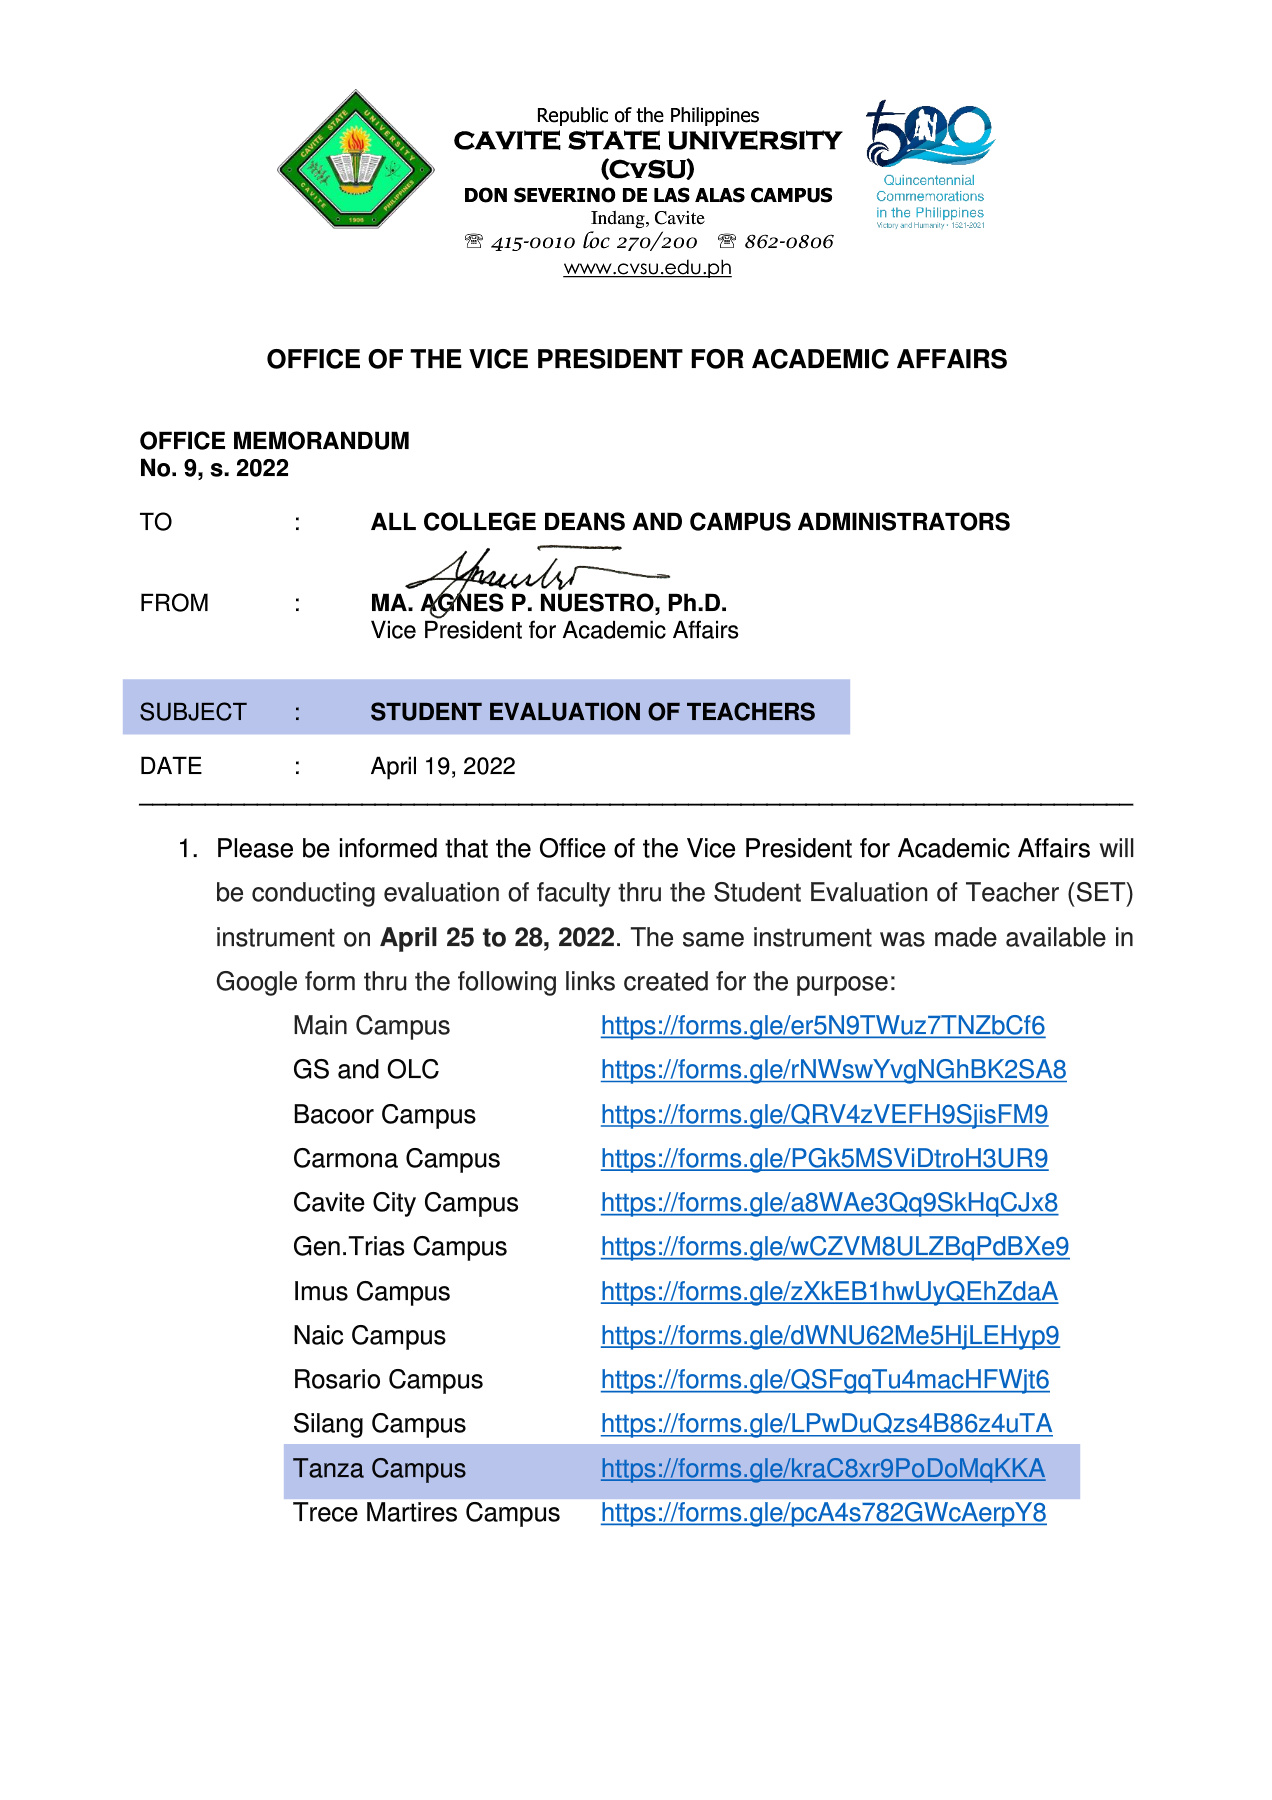 Republic of the Philippines
CAVITE STATE UNIVERSITY
(CvSU)
DON SEVERINO DE LAS ALAS CAMPUS
Indang, Cavite
☏ 415-0010 loc 270/200 ☏ 862-0806
www.cvsu.edu.ph
CAVITE STATE UNIVERSITY
CAVITE PHILIPPINES
1906
500
Quincentennial
Commemorations
in the Philippines
Victory and Humanity • 1521-2021
OFFICE OF THE VICE PRESIDENT FOR ACADEMIC AFFAIRS
OFFICE MEMORANDUM
No. 9, s. 2022
TO : ALL COLLEGE DEANS AND CAMPUS ADMINISTRATORS
FROM : MA. AGNES P. NUESTRO, Ph.D.
Vice President for Academic Affairs
SUBJECT : STUDENT EVALUATION OF TEACHERS
DATE : April 19, 2022
1. Please be informed that the Office of the Vice President for Academic Affairs will
be conducting evaluation of faculty thru the Student Evaluation of Teacher (SET)
instrument on April 25 to 28, 2022. The same instrument was made available in
Google form thru the following links created for the purpose:
Main Campus https://forms.gle/er5N9TWuz7TNZbCf6
GS and OLC https://forms.gle/rNWswYvgNGhBK2SA8
Bacoor Campus https://forms.gle/QRV4zVEFH9SjisFM9
Carmona Campus https://forms.gle/PGk5MSViDtroH3UR9
Cavite City Campus https://forms.gle/a8WAe3Qq9SkHqCJx8
Gen.Trias Campus https://forms.gle/wCZVM8ULZBqPdBXe9
Imus Campus https://forms.gle/zXkEB1hwUyQEhZdaA
Naic Campus https://forms.gle/dWNU62Me5HjLEHyp9
Rosario Campus https://forms.gle/QSFgqTu4macHFWjt6
Silang Campus https://forms.gle/LPwDuQzs4B86z4uTA
Tanza Campus https://forms.gle/kraC8xr9PoDoMqKKA
Trece Martires Campus https://forms.gle/pcA4s782GWcAerpY8